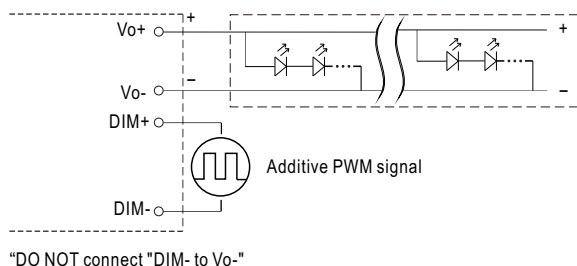 Vo+
+
+
−
−
Vo-
DIM+
Additive PWM signal
DIM-
“DO NOT connect "DIM- to Vo-"